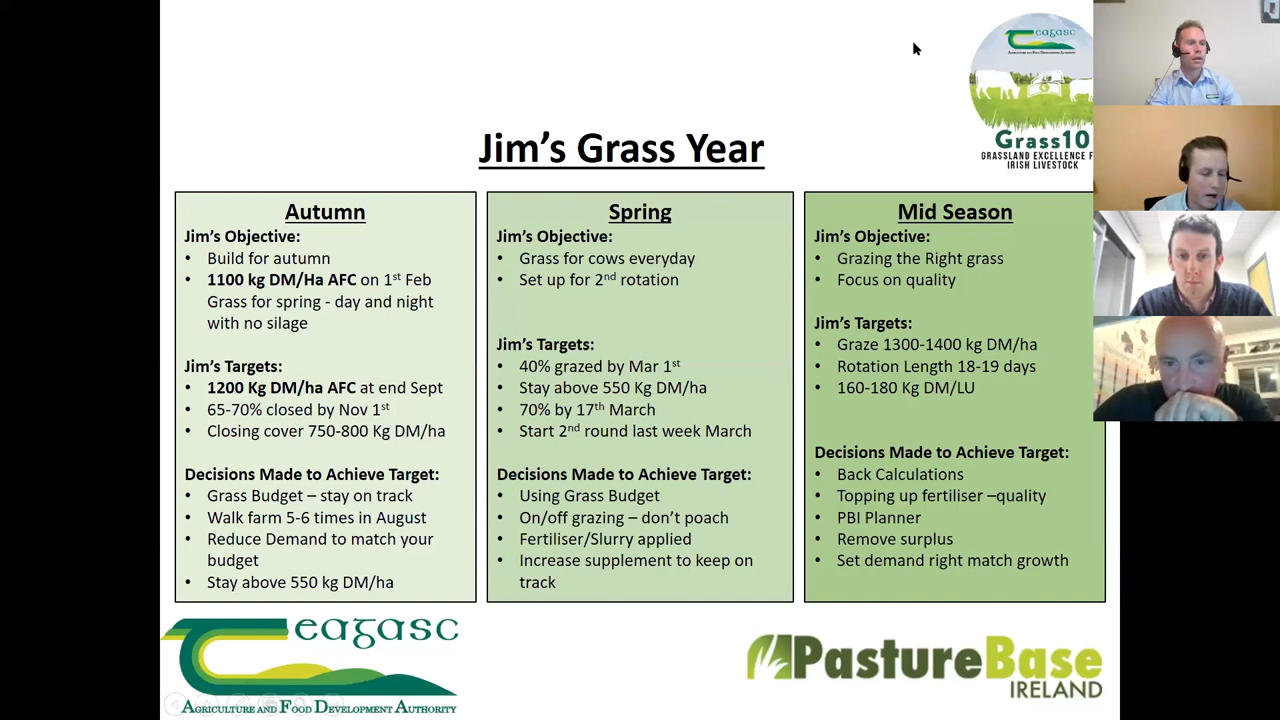 Teagasc
AGRICULTURE AND FOOD DEVELOPMENT AUTHORITY
Grass10
GRASSLAND EXCELLENCE F
IRISH LIVESTOCK
Jim's Grass Year
Autumn
Jim's Objective:
• Build for autumn
• 1100 kg DM/Ha AFC on 1st Feb
Grass for spring - day and night
with no silage
Jim's Targets:
• 1200 Kg DM/ha AFC at end Sept
• 65-70% closed by Nov 1st
• Closing cover 750-800 Kg DM/ha
Decisions Made to Achieve Target:
• Grass Budget – stay on track
• Walk farm 5-6 times in August
• Reduce Demand to match your
budget
• Stay above 550 kg DM/ha
Spring
Jim's Objective:
• Grass for cows everyday
• Set up for 2nd rotation
Jim's Targets:
• 40% grazed by Mar 1st
• Stay above 550 Kg DM/ha
• 70% by 17th March
• Start 2nd round last week March
Decisions Made to Achieve Target:
• Using Grass Budget
• On/off grazing – don't poach
• Fertiliser/Slurry applied
• Increase supplement to keep on
track
Mid Season
Jim's Objective:
• Grazing the Right grass
• Focus on quality
Jim's Targets:
• Graze 1300-1400 kg DM/ha
• Rotation Length 18-19 days
• 160-180 Kg DM/LU
Decisions Made to Achieve Target:
• Back Calculations
• Topping up fertiliser –quality
• PBI Planner
• Remove surplus
• Set demand right match growth
Teagasc
AGRICULTURE AND FOOD DEVELOPMENT AUTHORITY
PastureBase
IRELAND